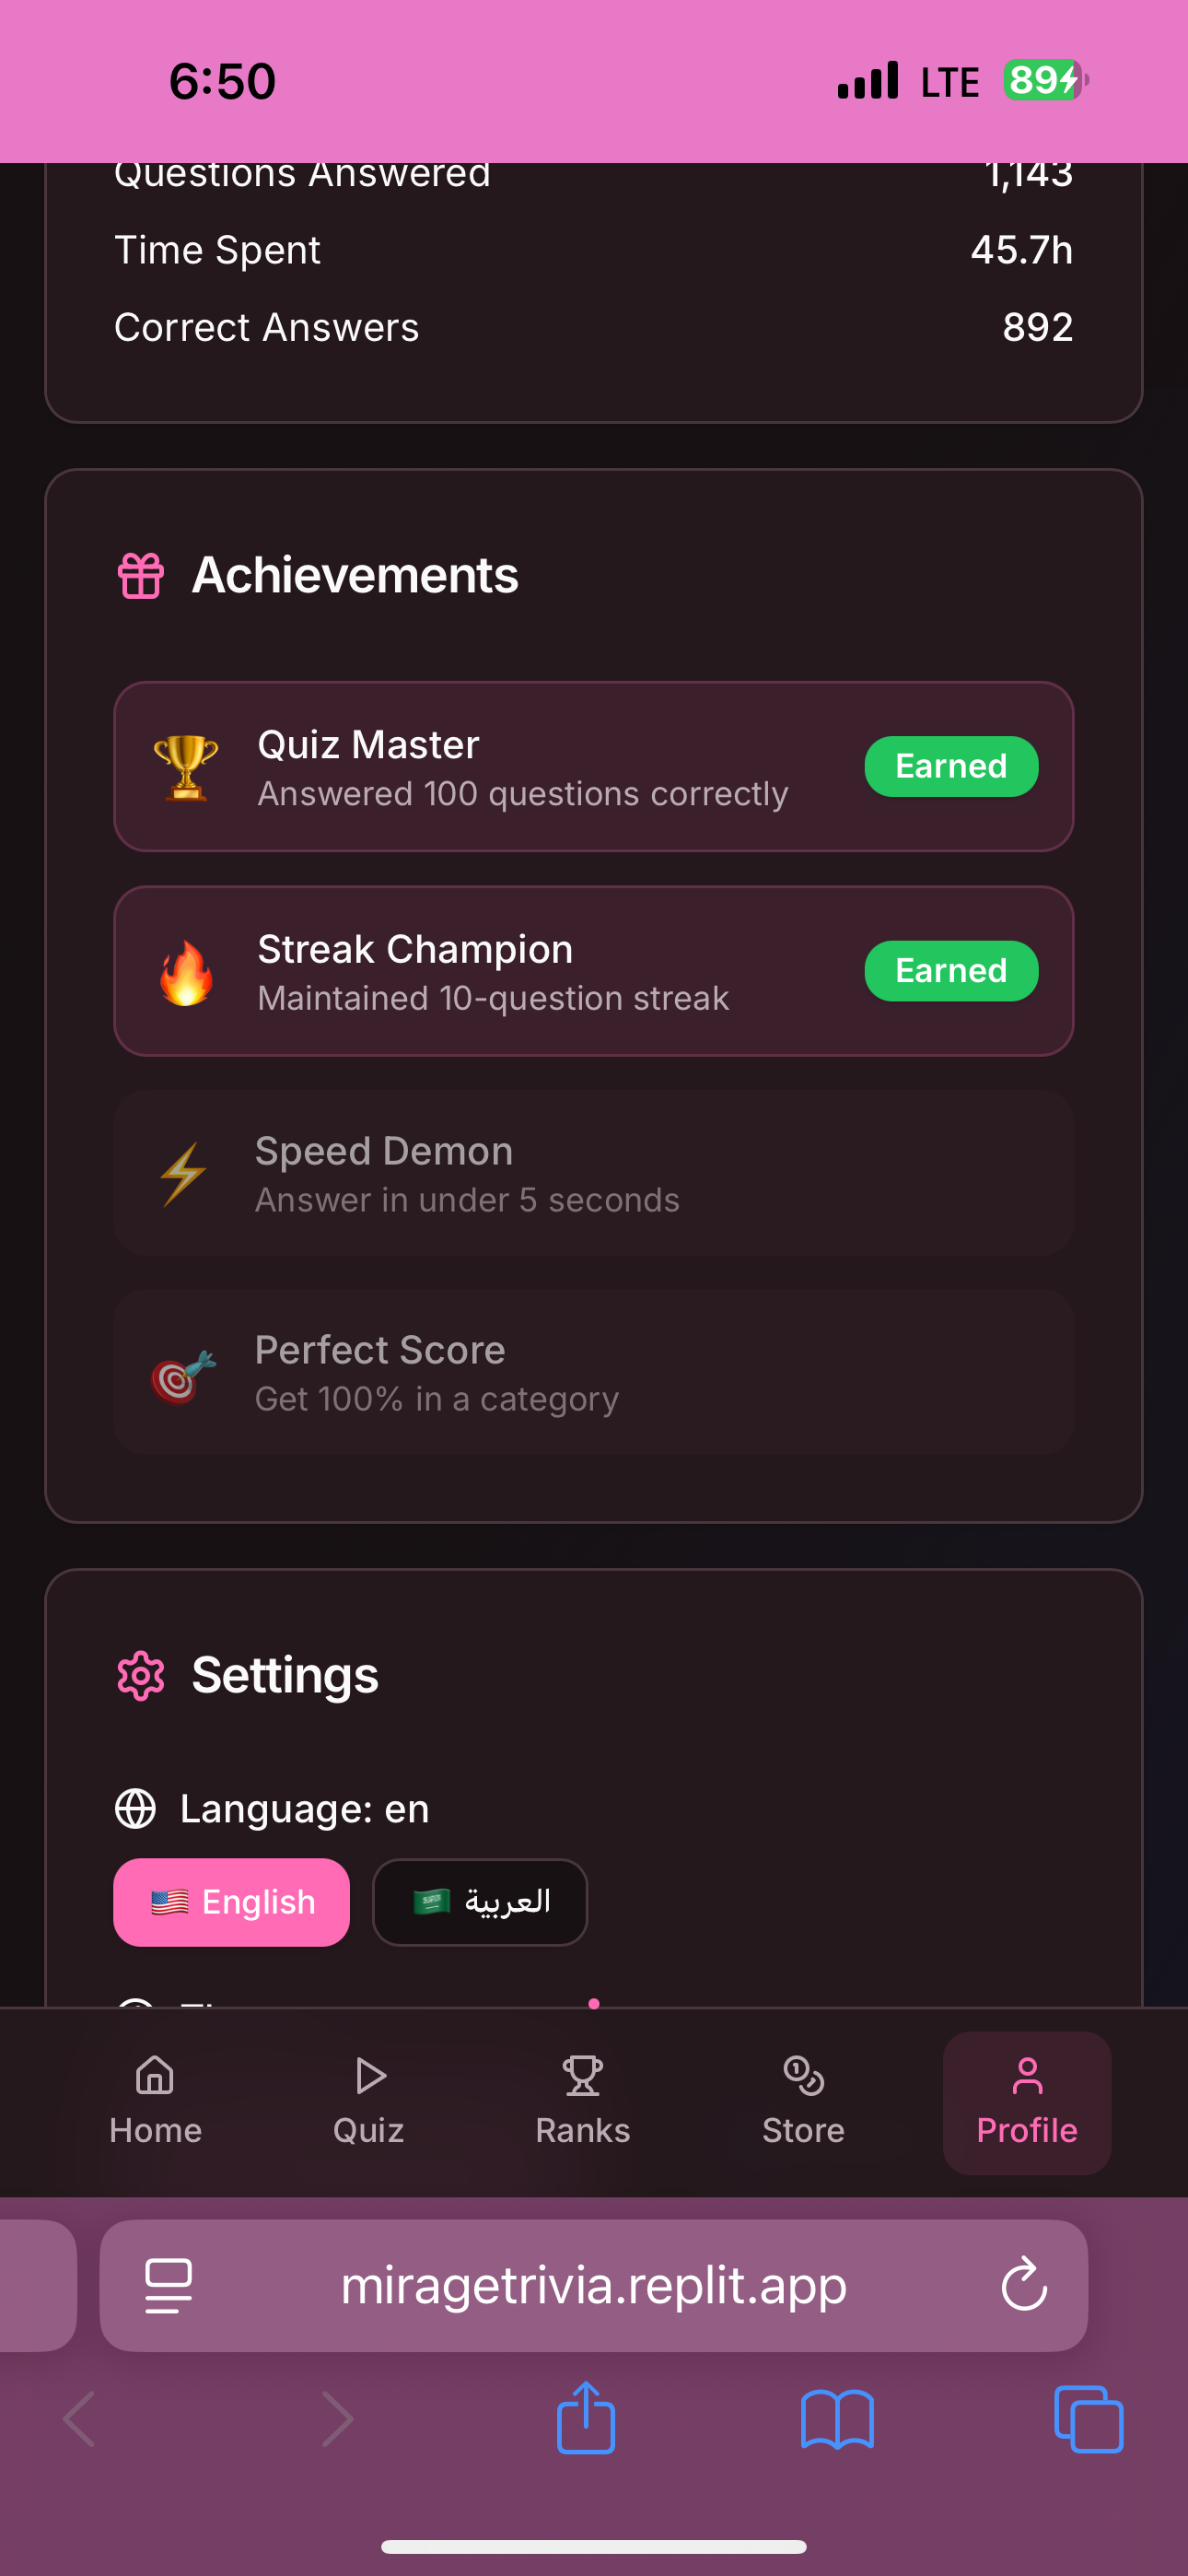 6:50
LTE
89
Questions Answered 1,143
Time Spent 45.7h
Correct Answers 892
Achievements
Quiz Master
Answered 100 questions correctly
Earned
Streak Champion
Maintained 10-question streak
Earned
Speed Demon
Answer in under 5 seconds
Perfect Score
Get 100% in a category
Settings
Language: en
🇺🇸 English
🇸🇦 العربية
Home
Quiz
Ranks
Store
Profile
miragetrivia.replit.app